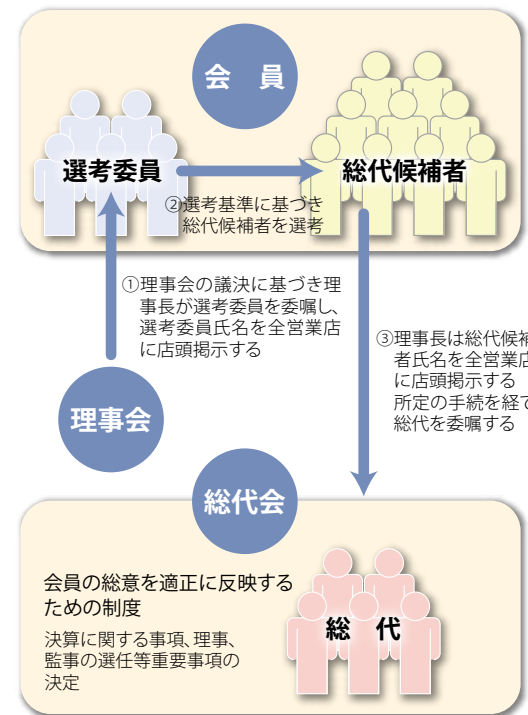 会　員
選考委員
総代候補者
②選考基準に基づき
総代候補者を選考
①理事会の議決に基づき理
事長が選考委員を委嘱し、
選考委員氏名を全営業店
に店頭掲示する
③理事長は総代候補
者氏名を全営業店
に店頭掲示する
所定の手続を経て
総代を委嘱する
理事会
総代会
会員の総意を適正に反映する
ための制度
決算に関する事項、理事、
監事の選任等重要事項の
決定
総　代